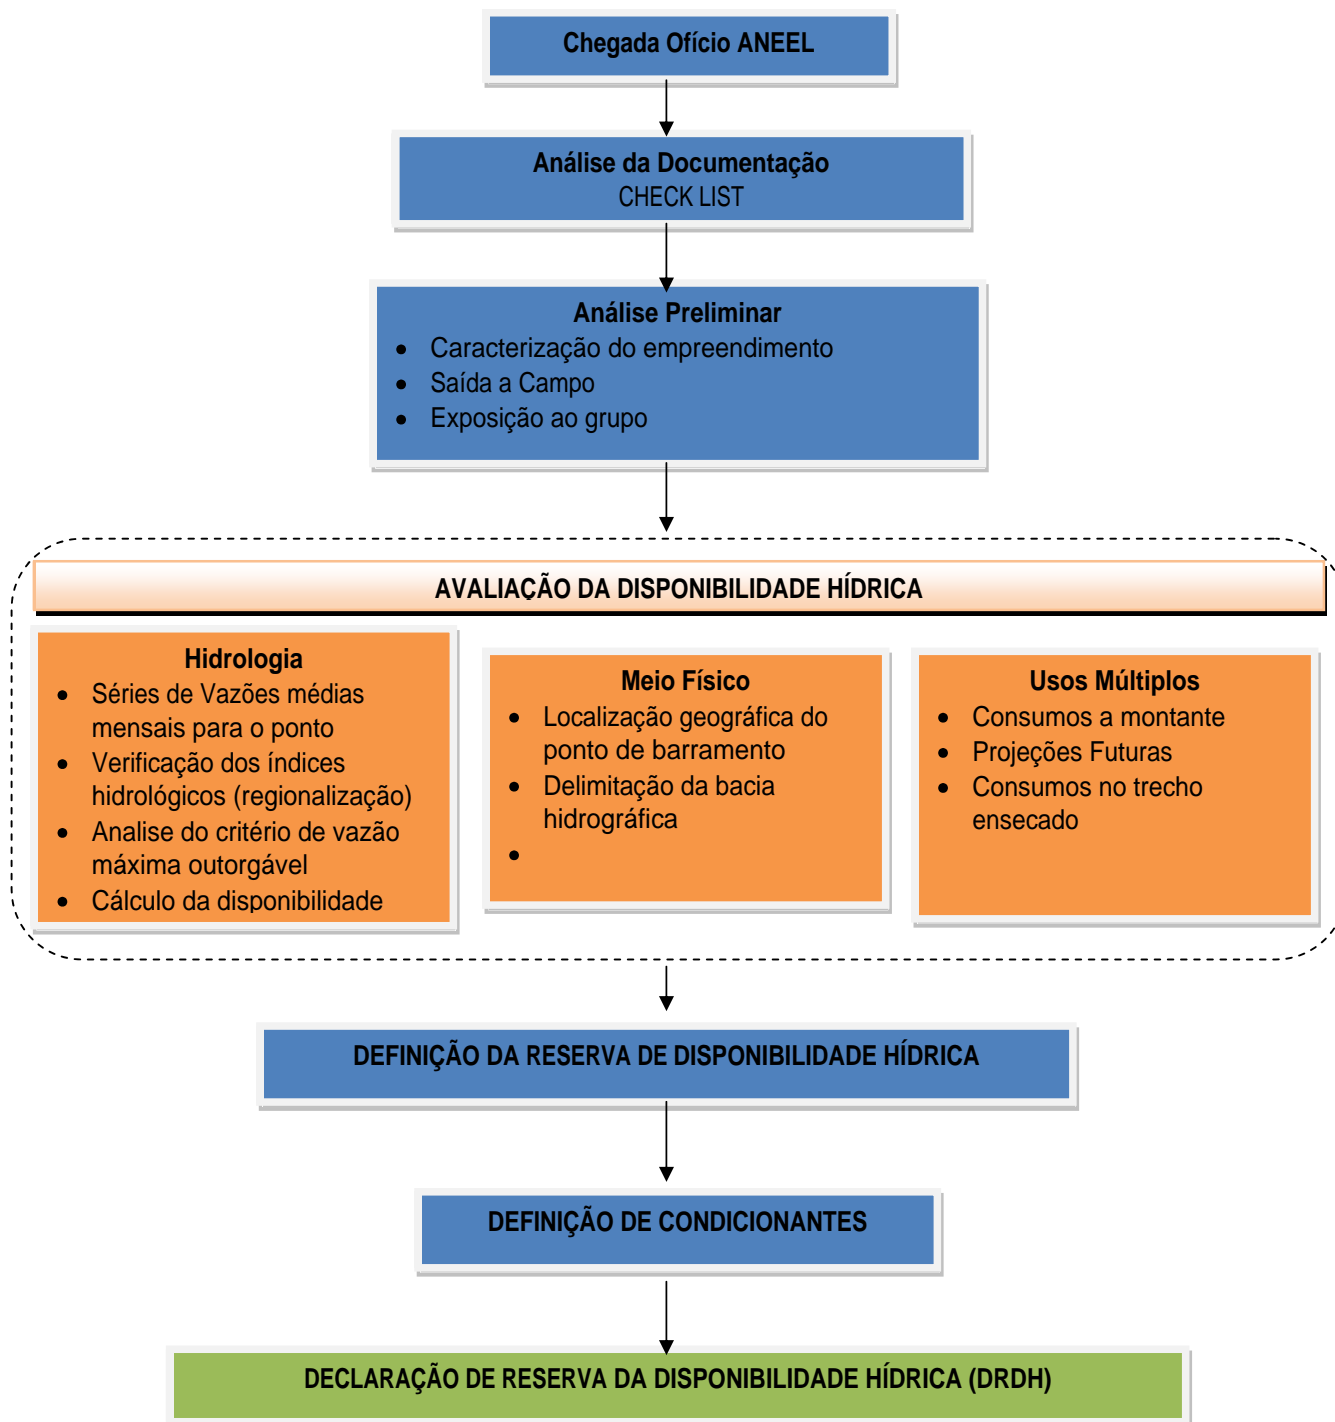 Chegada Ofício ANEEL
Análise da Documentação
CHECK LIST
Análise Preliminar
• Caracterização do empreendimento
• Saída a Campo
• Exposição ao grupo
AVALIAÇÃO DA DISPONIBILIDADE HÍDRICA
Hidrologia
• Séries de Vazões médias
mensais para o ponto
• Verificação dos índices
hidrológicos (regionalização)
• Analise do critério de vazão
máxima outorgável
• Cálculo da disponibilidade
Meio Físico
• Localização geográfica do
ponto de barramento
• Delimitação da bacia
hidrográfica
•
Usos Múltiplos
• Consumos a montante
• Projeções Futuras
• Consumos no trecho
ensecado
DEFINIÇÃO DA RESERVA DE DISPONIBILIDADE HÍDRICA
DEFINIÇÃO DE CONDICIONANTES
DECLARAÇÃO DE RESERVA DA DISPONIBILIDADE HÍDRICA (DRDH)